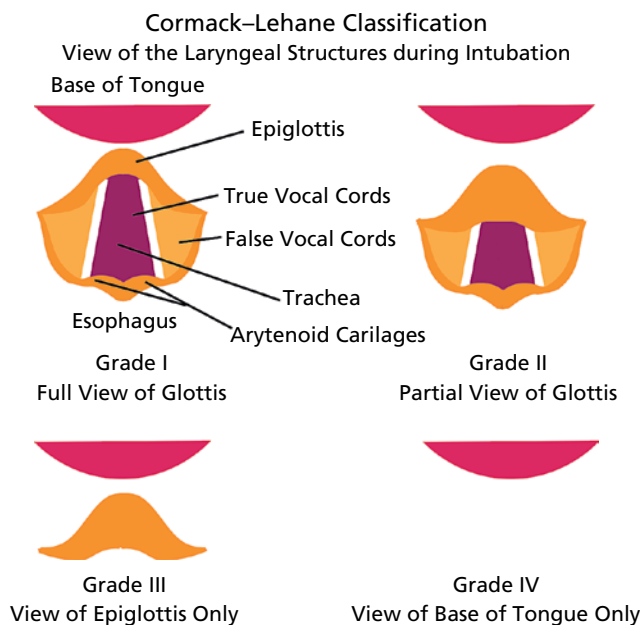 Cormack–Lehane Classification
View of the Laryngeal Structures during Intubation
Base of Tongue
Epiglottis
True Vocal Cords
False Vocal Cords
Trachea
Esophagus
Arytenoid Carilages
Grade I
Full View of Glottis
Grade II
Partial View of Glottis
Grade III
View of Epiglottis Only
Grade IV
View of Base of Tongue Only